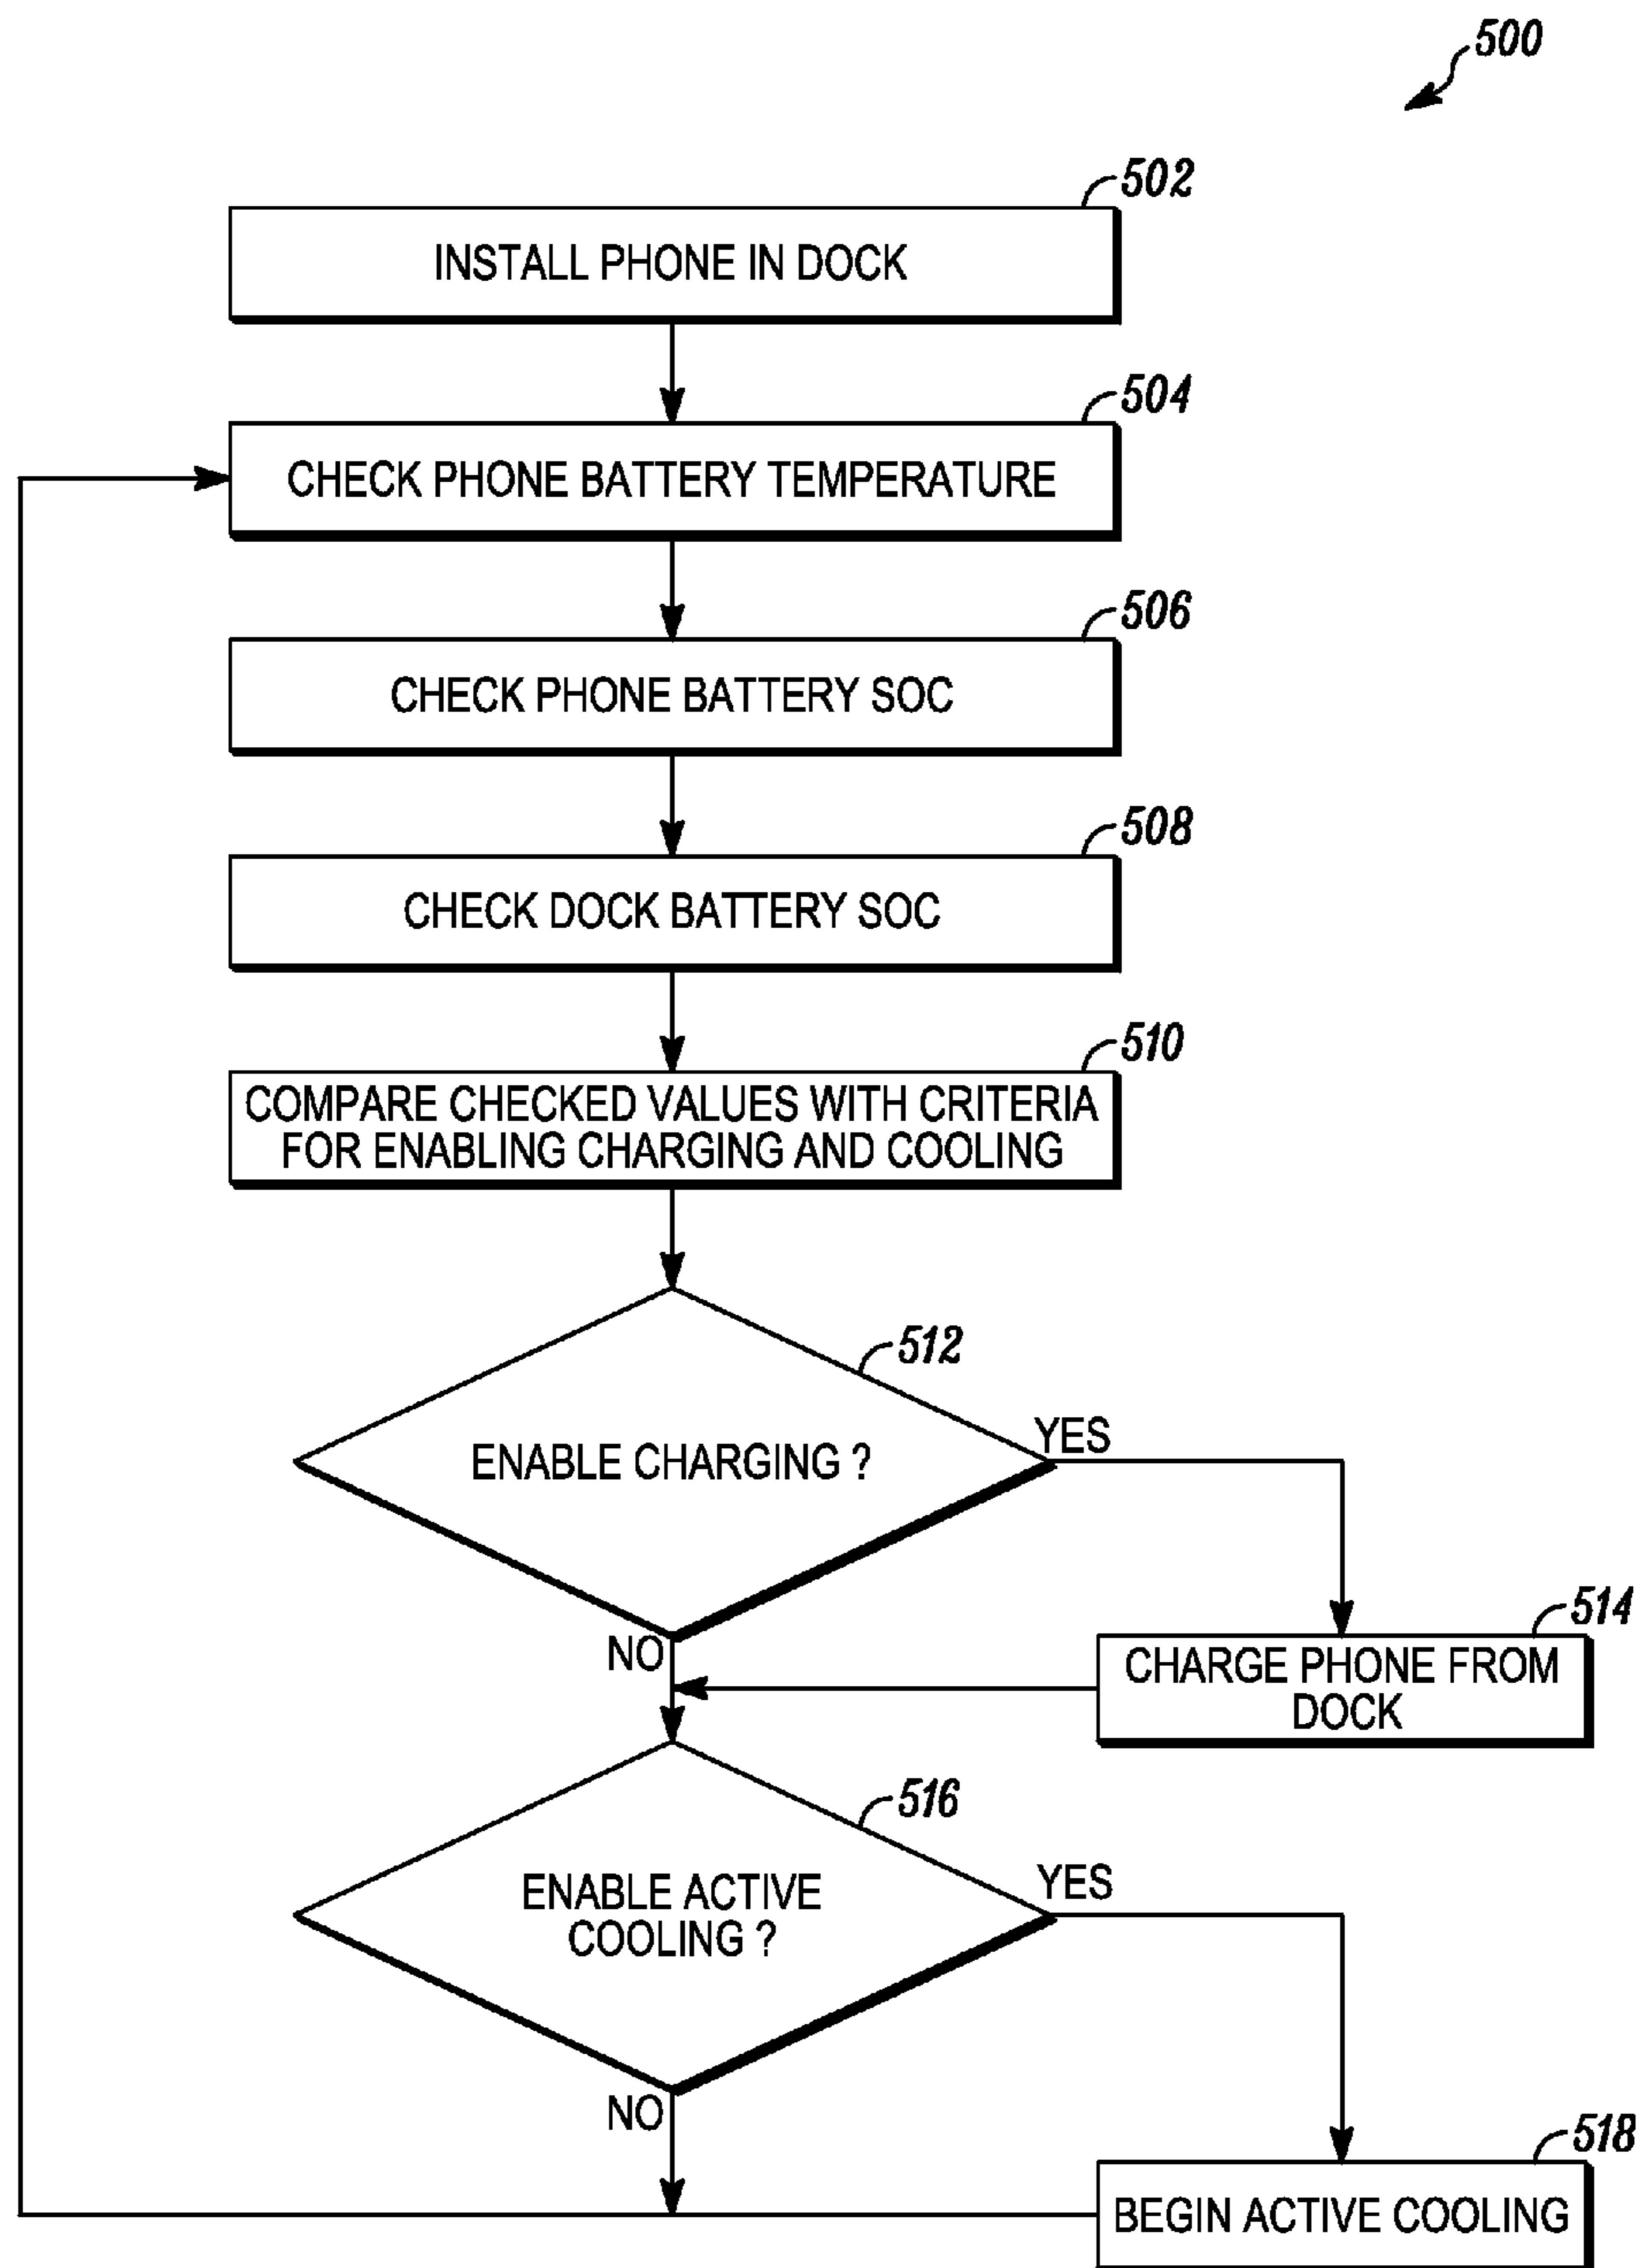 500
502
INSTALL PHONE IN DOCK
504
CHECK PHONE BATTERY TEMPERATURE
506
CHECK PHONE BATTERY SOC
508
CHECK DOCK BATTERY SOC
510
COMPARE CHECKED VALUES WITH CRITERIA
FOR ENABLING CHARGING AND COOLING
512
ENABLE CHARGING ?
YES
NO
514
CHARGE PHONE FROM
DOCK
516
ENABLE ACTIVE
COOLING ?
YES
NO
518
BEGIN ACTIVE COOLING